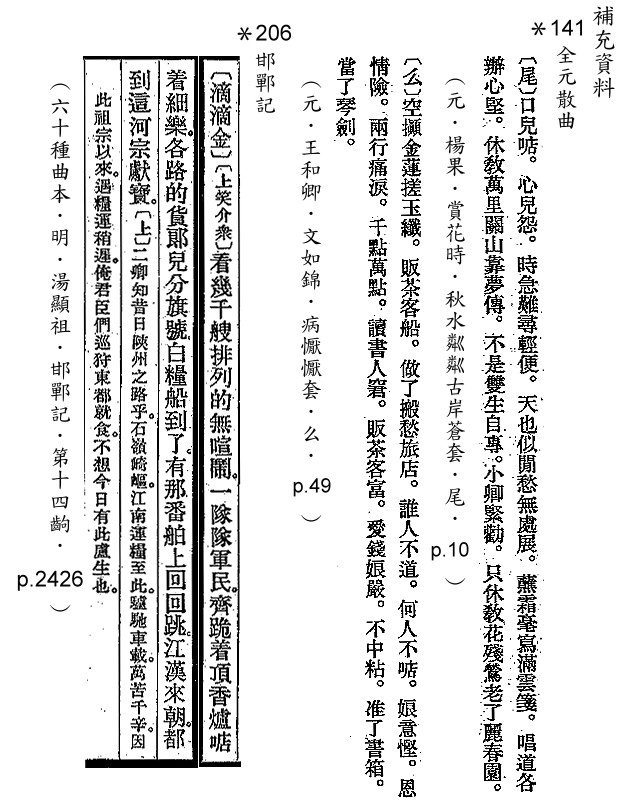 補充資料
＊141
全元散曲
〔尾〕口兒咶。心兒怨。時急難尋輕便。天也似閒愁無處展。蘸霜毫寫滿雲箋。唱道各
辦心堅。休敎萬里關山靠夢傳。不是雙生自專。小卿緊勸。只休敎花殘鶯老了麗春園。
（元．楊果．賞花時．秋水粼粼古岸蒼套．尾．p.10）
〔么〕空攧金蓮搓玉纖。販茶客船。做了搬愁旅店。誰人不道。何人不咶。娘意慳。恩
情險。兩行痛淚。千點萬點。讀書人窘。販茶客富。愛錢娘嚴。不中粘。准了書箱。
當了琴劍。
（元．王和卿．文如錦．病懨懨套．么．p.49）
＊206
邯鄲記
〔滴滴金〕〔上笑介衆〕看幾千艘排列的無喧鬧。一隊隊軍民。齊跪着頂香爐咶
着細樂。各路的貨郞兒分旗號。白糧船到了。有那番舶上回回跳。江漢來朝。都
到這河宗獻寶。〔上〕二卿知昔日陝州之路乎。石嶺崎嶇。江南運糧至此。驢馳車載。萬苦千辛。因
此祖宗以來。遇糧運稍遲。俺君臣們巡狩東都就食。不想今日有此盧生也。
（六十種曲本．明．湯顯祖．邯鄲記．第十四齣．p.2426）